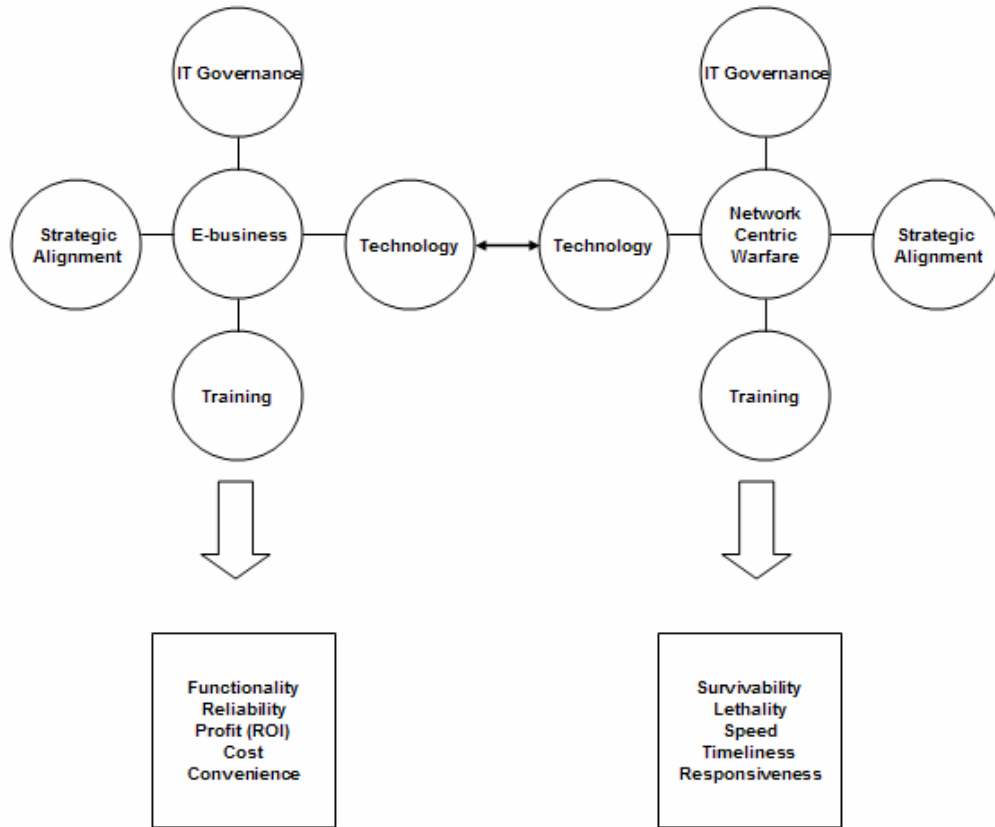 IT Governance
IT Governance
Strategic
Alignment
E-business
Technology
Technology
Network
Centric
Warfare
Strategic
Alignment
Training
Training
Functionality
Reliability
Profit (ROI)
Cost
Convenience
Survivability
Lethality
Speed
Timeliness
Responsiveness